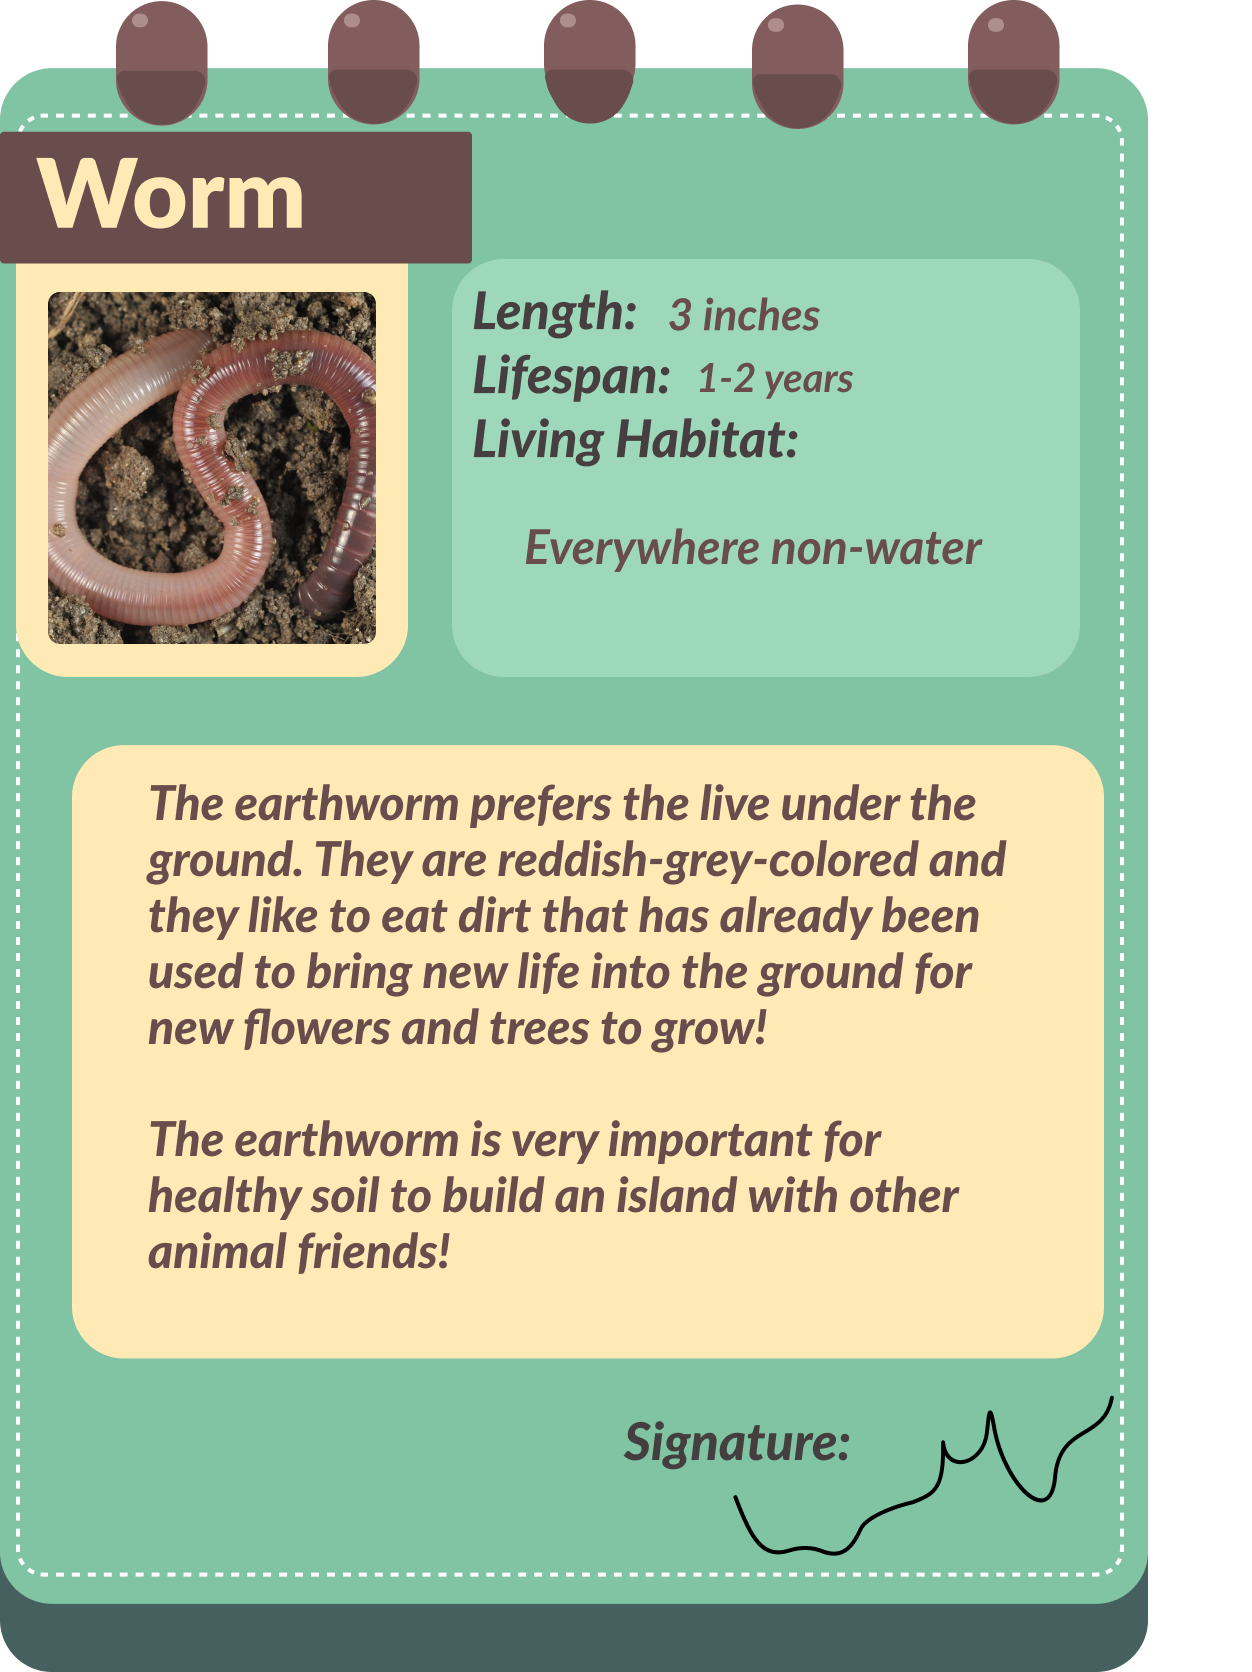 Worm
Length: 3 inches
Lifespan: 1-2 years
Living Habitat:
Everywhere non-water
The earthworm prefers the live under the
ground. They are reddish-grey-colored and
they like to eat dirt that has already been
used to bring new life into the ground for
new flowers and trees to grow!
The earthworm is very important for
healthy soil to build an island with other
animal friends!
Signature: